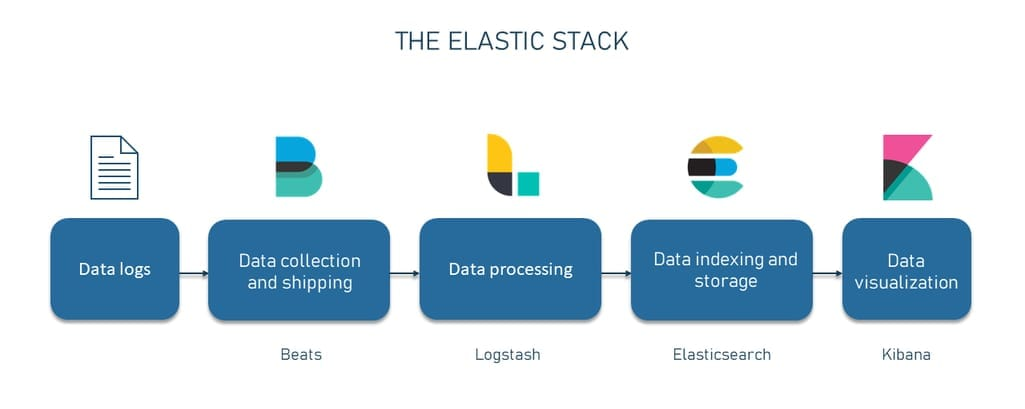 THE ELASTIC STACK
Data logs
Data collection
and shipping
Data processing
Data indexing and
storage
Data
visualization
Beats
Logstash
Elasticsearch
Kibana